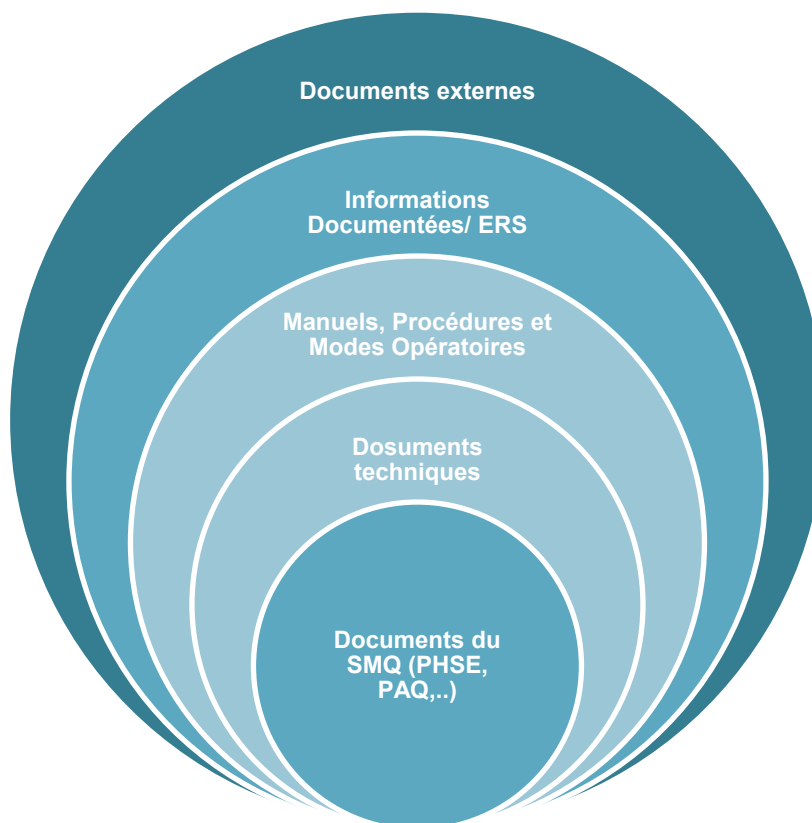 Documents externes
Informations
Documentées/ ERS
Manuels, Procédures et
Modes Opératoires
Dosuments
techniques
Documents du
SMQ (PHSE,
PAQ,..)